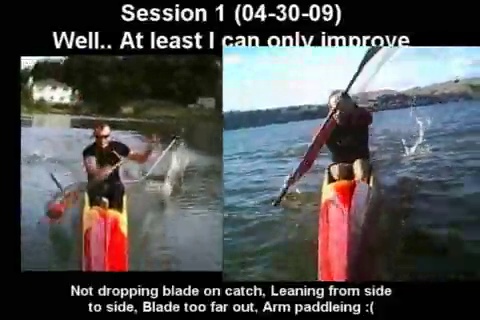 Session 1 (04-30-09)
Well.. At least I can only improve
Not dropping blade on catch, Leaning from side
to side, Blade too far out, Arm paddleing :(